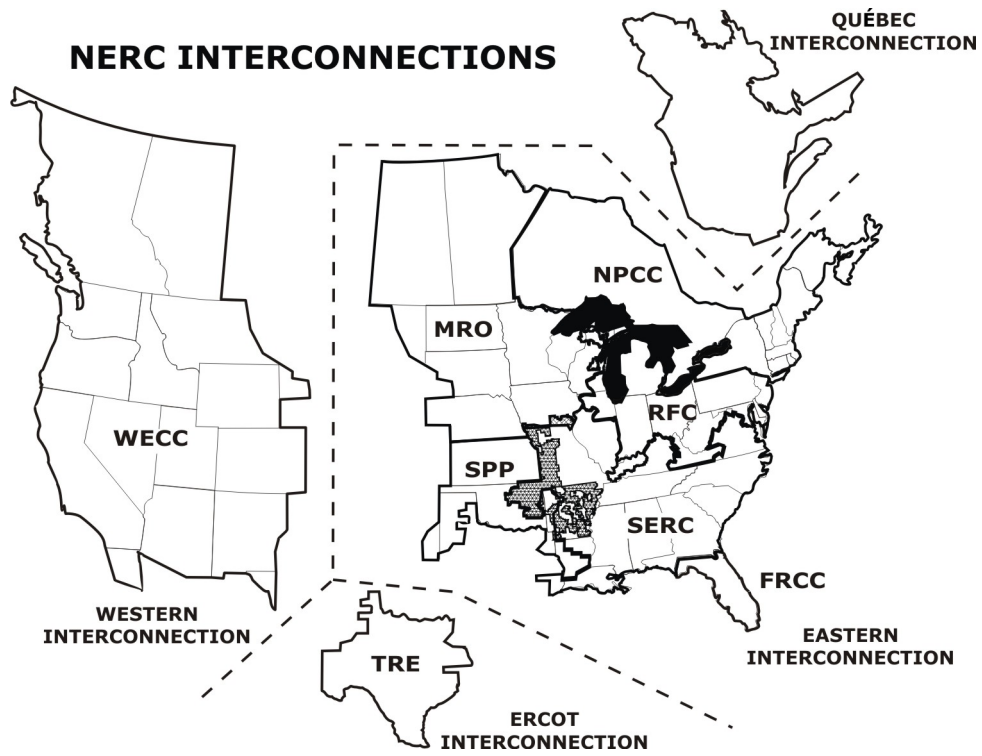 QUÉBEC
INTERCONNECTION
NERC INTERCONNECTIONS
NPCC
MRO
RFC
WECC
SPP
SERC
FRCC
WESTERN
INTERCONNECTION
EASTERN
INTERCONNECTION
TRE
ERCOT
INTERCONNECTION